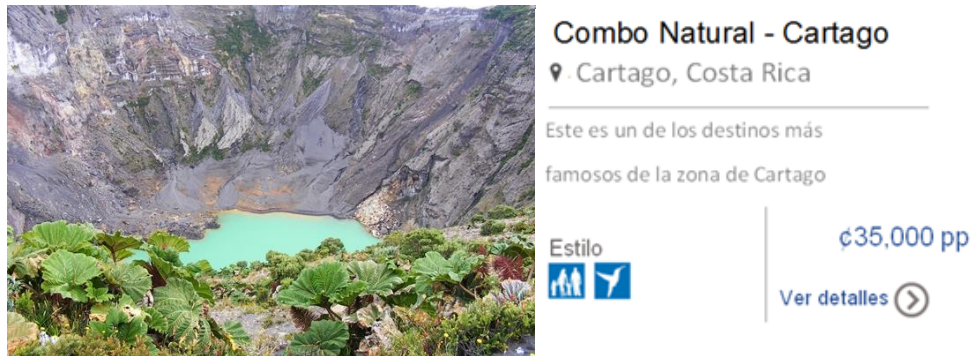 Combo Natural - Cartago
Cartago, Costa Rica
Este es un de los destinos más
famosos de la zona de Cartago
Estilo
¢35,000 pp
Ver detalles